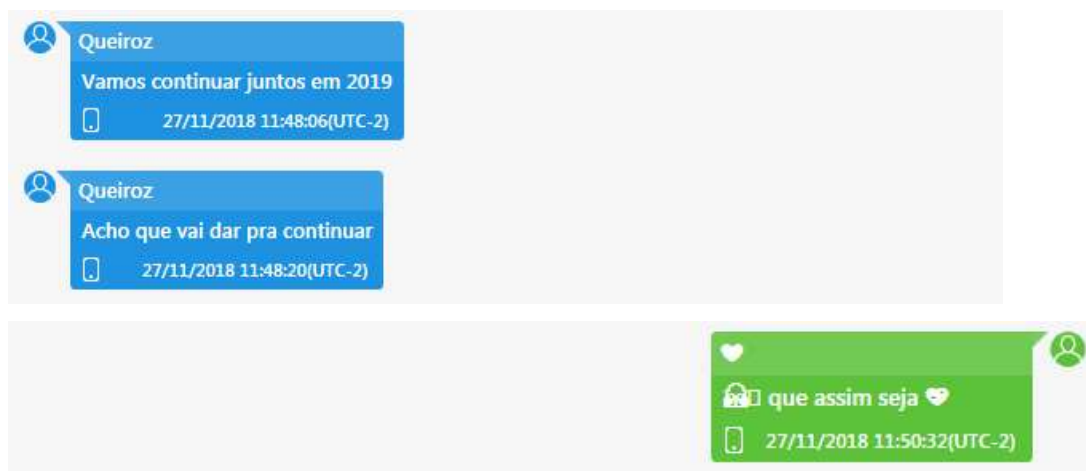 Queiroz
Vamos continuar juntos em 2019
27/11/2018 11:48:06(UTC-2)
Queiroz
Acho que vai dar pra continuar
27/11/2018 11:48:20(UTC-2)
que assim seja
27/11/2018 11:50:32(UTC-2)